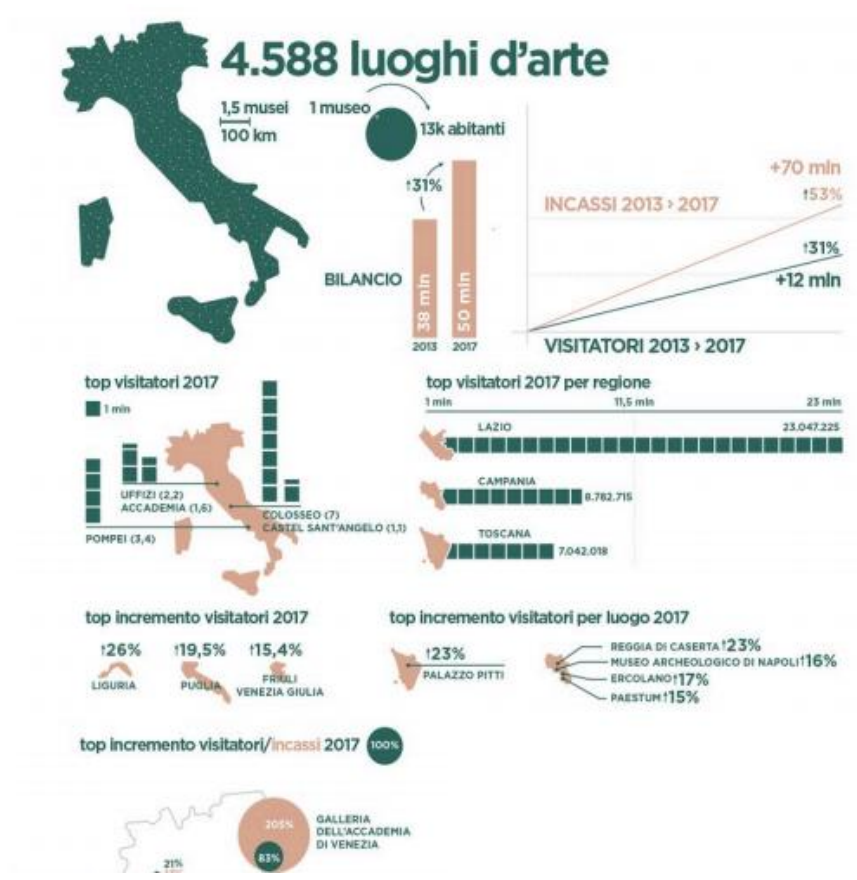 4.588 luoghi d'arte
1,5 musei
100 km
1 museo
13k abitanti
↑31%
BILANCIO
38 mln
50 mln
2013
2017
+70 mln
↑53%
INCASSI 2013 > 2017
↑31%
+12 mln
VISITATORI 2013 > 2017
top visitatori 2017
1 mln
UFFIZI (2,2)
ACCADEMIA (1,6)
COLOSSEO (7)
CASTEL SANT'ANGELO (1,1)
POMPEI (3,4)
top visitatori 2017 per regione
1 mln 11,5 mln 23 mln
LAZIO 23.047.225
CAMPANIA
8.782.715
TOSCANA
7.042.018
top incremento visitatori 2017
↑26% ↑19,5% ↑15,4%
LIGURIA
PUGLIA
FRIULI
VENEZIA GIULIA
top incremento visitatori per luogo 2017
↑23%
PALAZZO PITTI
REGGIA DI CASERTA ↑23%
MUSEO ARCHEOLOGICO DI NAPOLI ↑16%
ERCOLANO ↑17%
PAESTUM ↑15%
top incremento visitatori/incassi 2017 100%
205%
83%
GALLERIA
DELL'ACCADEMIA
DI VENEZIA
21%